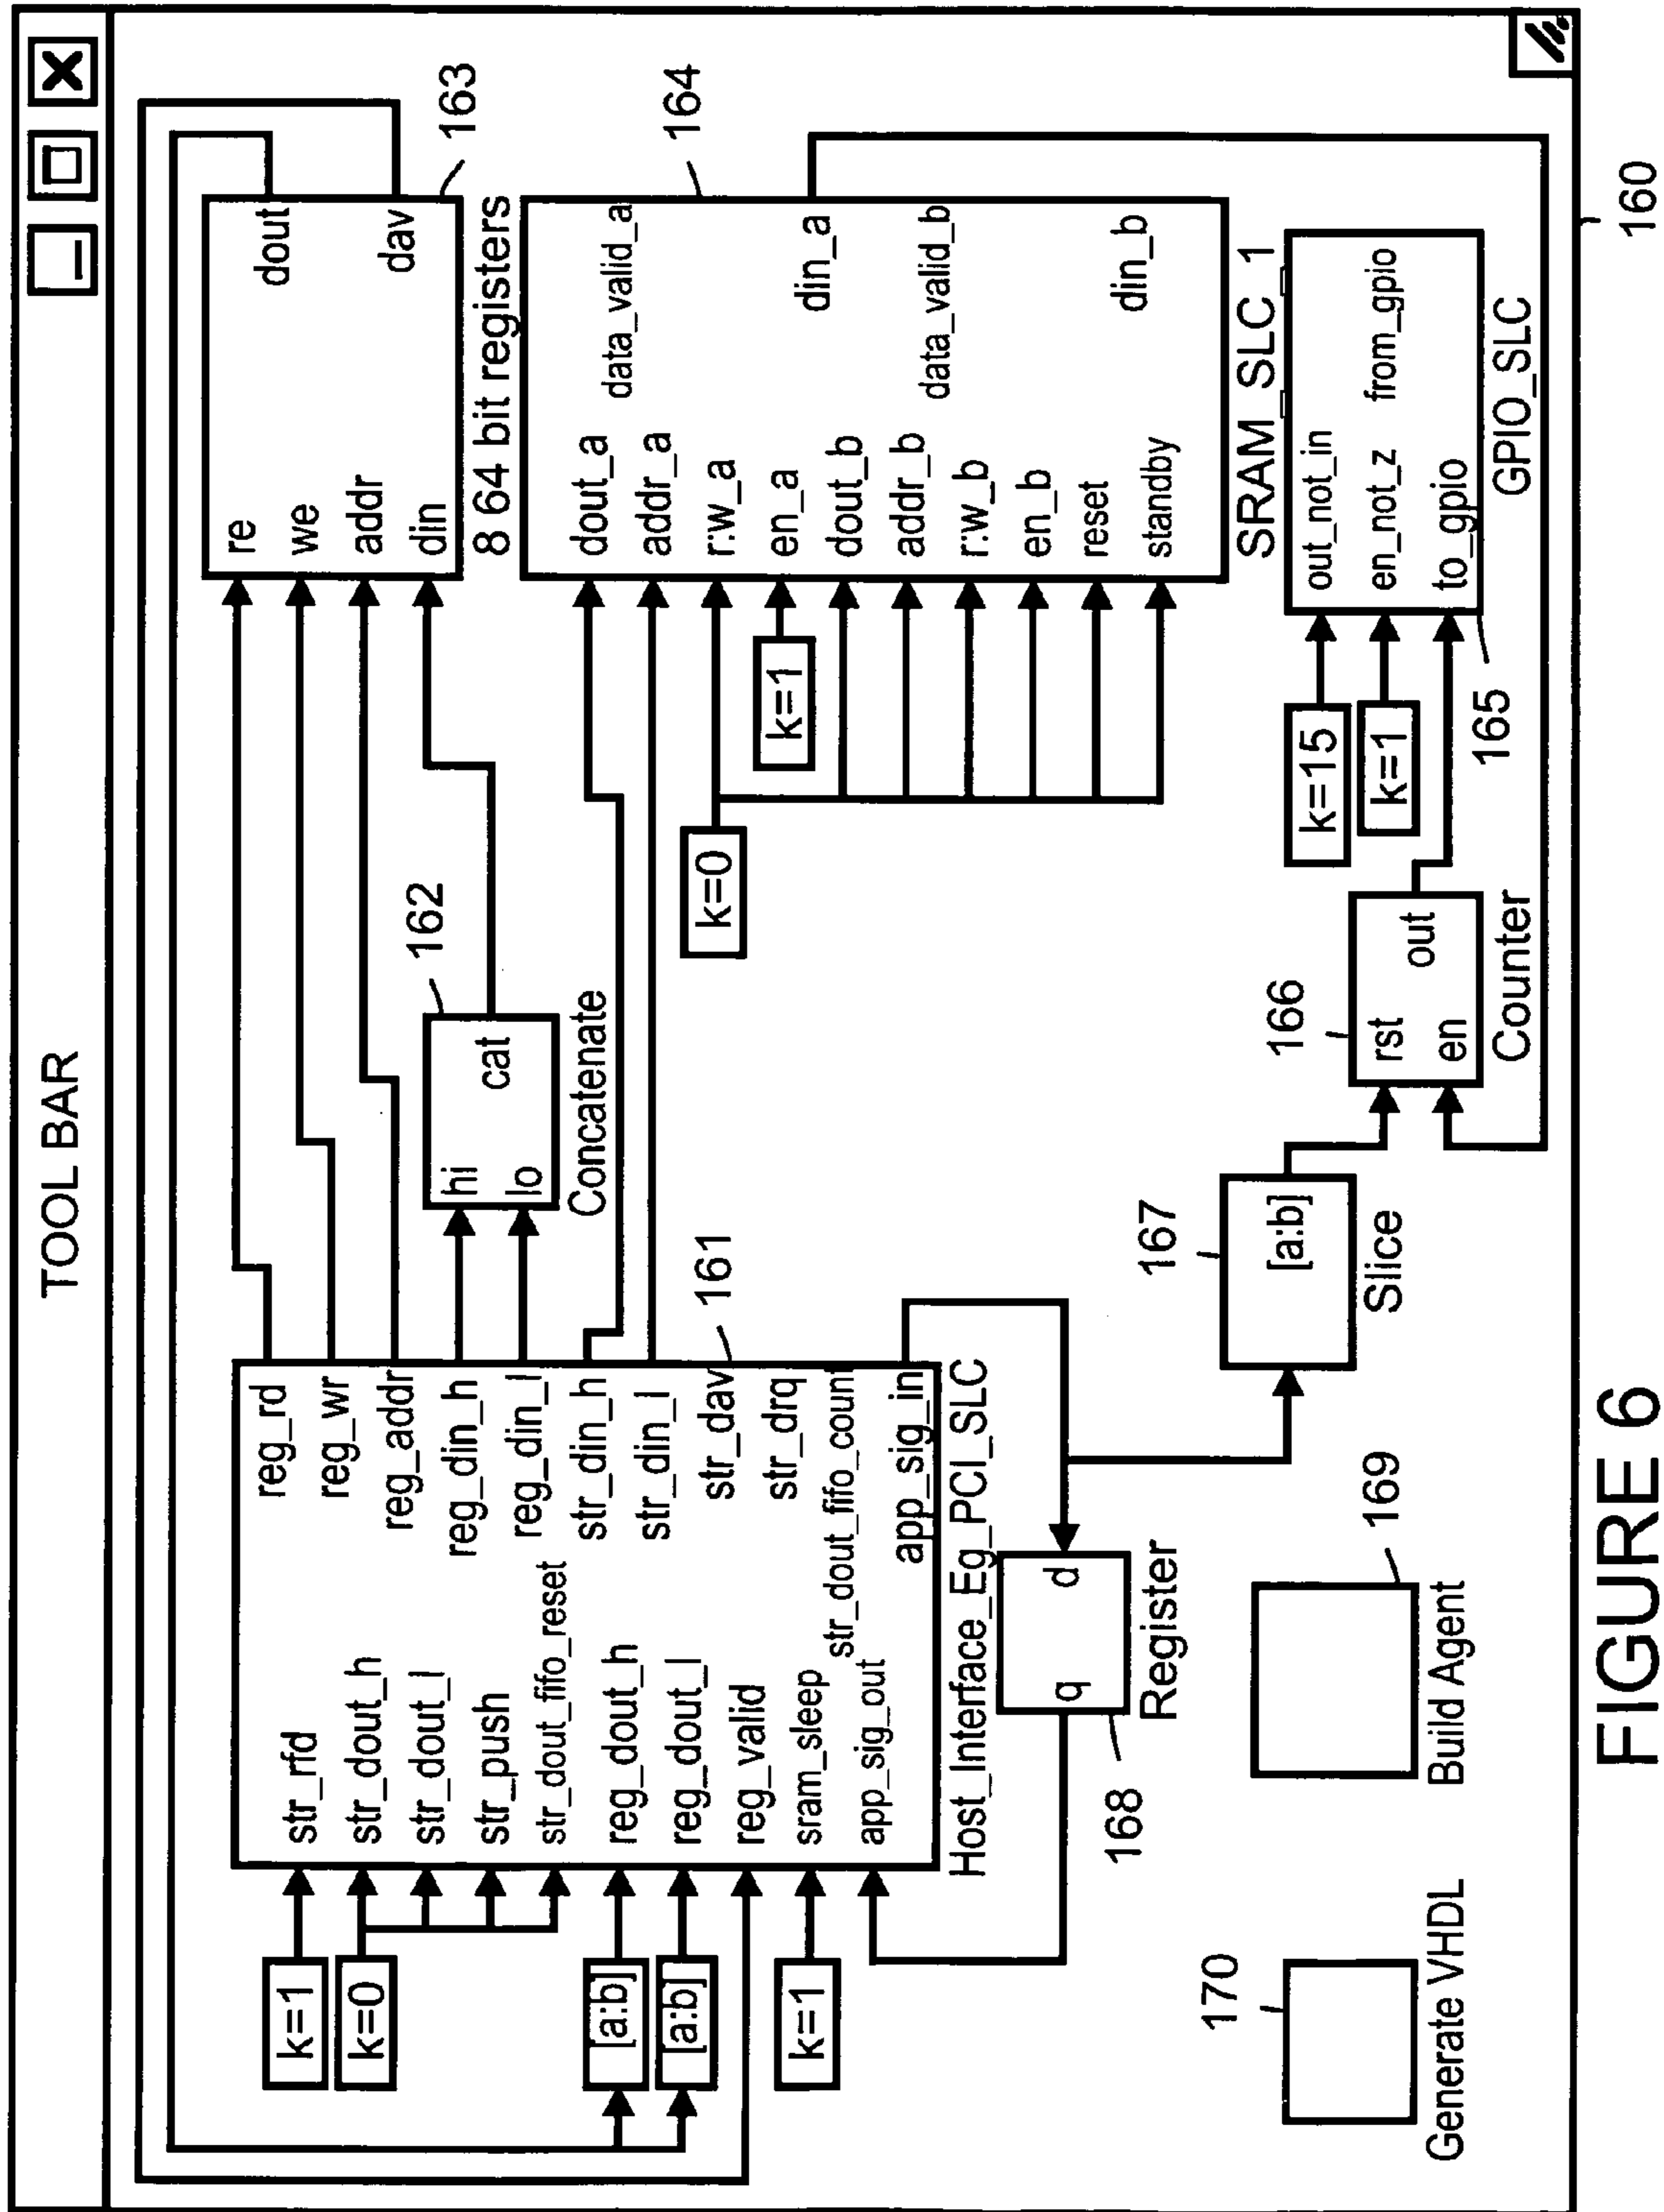 TOOL BAR
k=1
k=0
[a:b]
[a:b]
k=1
str_rfd
str_dout_h
str_dout_l
str_push
str_dout_fifo_reset
reg_dout_h
reg_dout_l
reg_valid
sram_sleep
app_sig_out
reg_rd
reg_wr
reg_addr
reg_din_h
reg_din_l
str_din_h
str_din_l
str_dav
str_drq
str_dout_fifo_count
app_sig_in
Host_Interface_Eg_PCI_SLC
161
hi
lo
cat
Concatenate
162
re
we
addr
din
dout
dav
8 64 bit registers
163
k=0
k=1
dout_a
addr_a
r:w_a
en_a
dout_b
addr_b
r:w_b
en_b
reset
standby
data_valid_a
din_a
data_valid_b
din_b
SRAM_SLC_1
164
q
d
Register
168
[a:b]
Slice
167
rst
en
out
Counter
166
k=15
k=1
out_not_in
en_not_z
to_gpio
from_gpio
GPIO_SLC
165
170
Generate VHDL
169
Build Agent
160
FIGURE 6